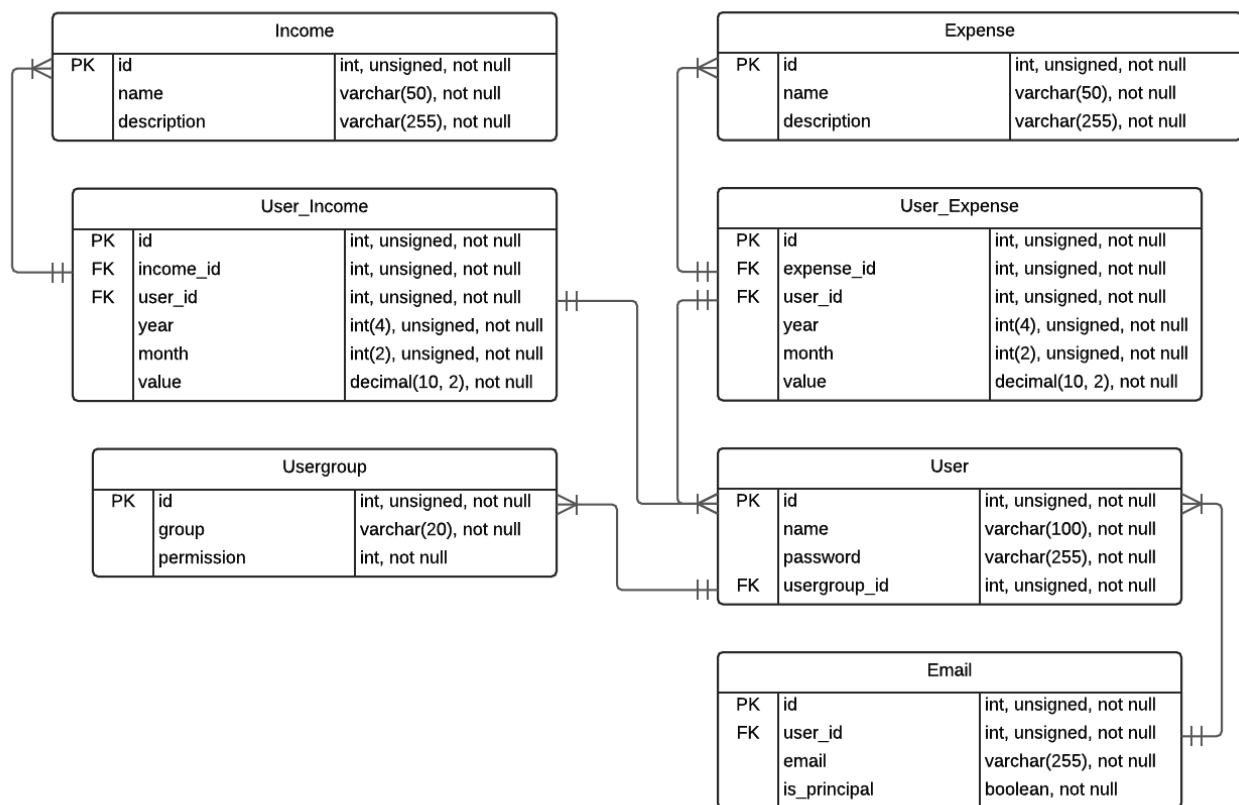 Income
PK id int, unsigned, not null
name varchar(50), not null
description varchar(255), not null
Expense
PK id int, unsigned, not null
name varchar(50), not null
description varchar(255), not null
User_Income
PK id int, unsigned, not null
FK income_id int, unsigned, not null
FK user_id int, unsigned, not null
year int(4), unsigned, not null
month int(2), unsigned, not null
value decimal(10, 2), not null
User_Expense
PK id int, unsigned, not null
FK expense_id int, unsigned, not null
FK user_id int, unsigned, not null
year int(4), unsigned, not null
month int(2), unsigned, not null
value decimal(10, 2), not null
Usergroup
PK id int, unsigned, not null
group varchar(20), not null
permission int, not null
User
PK id int, unsigned, not null
name varchar(100), not null
password varchar(255), not null
FK usergroup_id int, unsigned, not null
Email
PK id int, unsigned, not null
FK user_id int, unsigned, not null
email varchar(255), not null
is_principal boolean, not null